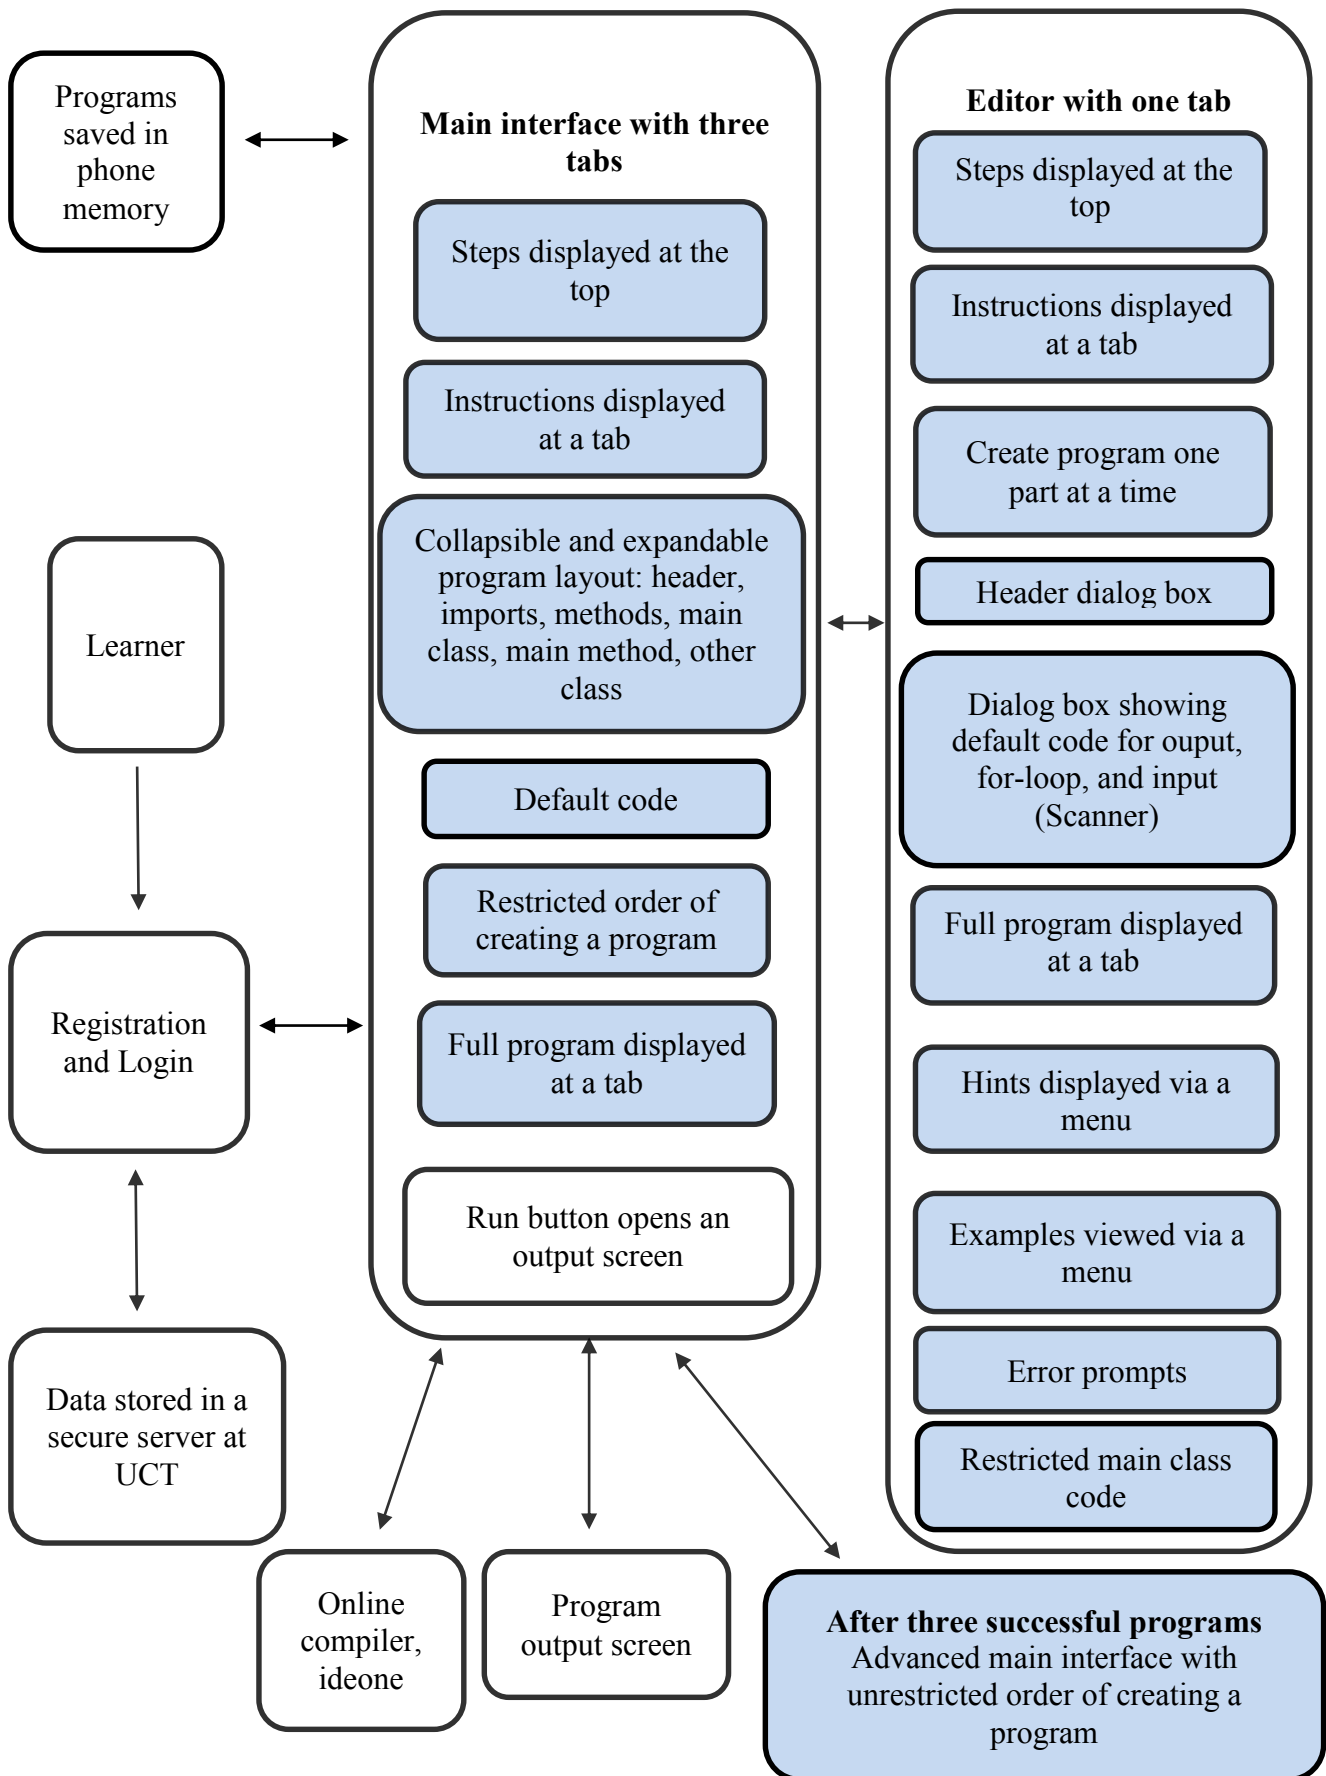 Programs
saved in
phone
memory
Learner
Registration
and Login
Data stored in a
secure server at
UCT
Main interface with three
tabs
Steps displayed at the
top
Instructions displayed
at a tab
Collapsible and expandable
program layout: header,
imports, methods, main
class, main method, other
class
Default code
Restricted order of
creating a program
Full program displayed
at a tab
Run button opens an
output screen
Editor with one tab
Steps displayed at the
top
Instructions displayed
at a tab
Create program one
part at a time
Header dialog box
Dialog box showing
default code for ouput,
for-loop, and input
(Scanner)
Full program displayed
at a tab
Hints displayed via a
menu
Examples viewed via a
menu
Error prompts
Restricted main class
code
Online
compiler,
ideone
Program
output screen
After three successful programs
Advanced main interface with
unrestricted order of creating a
program